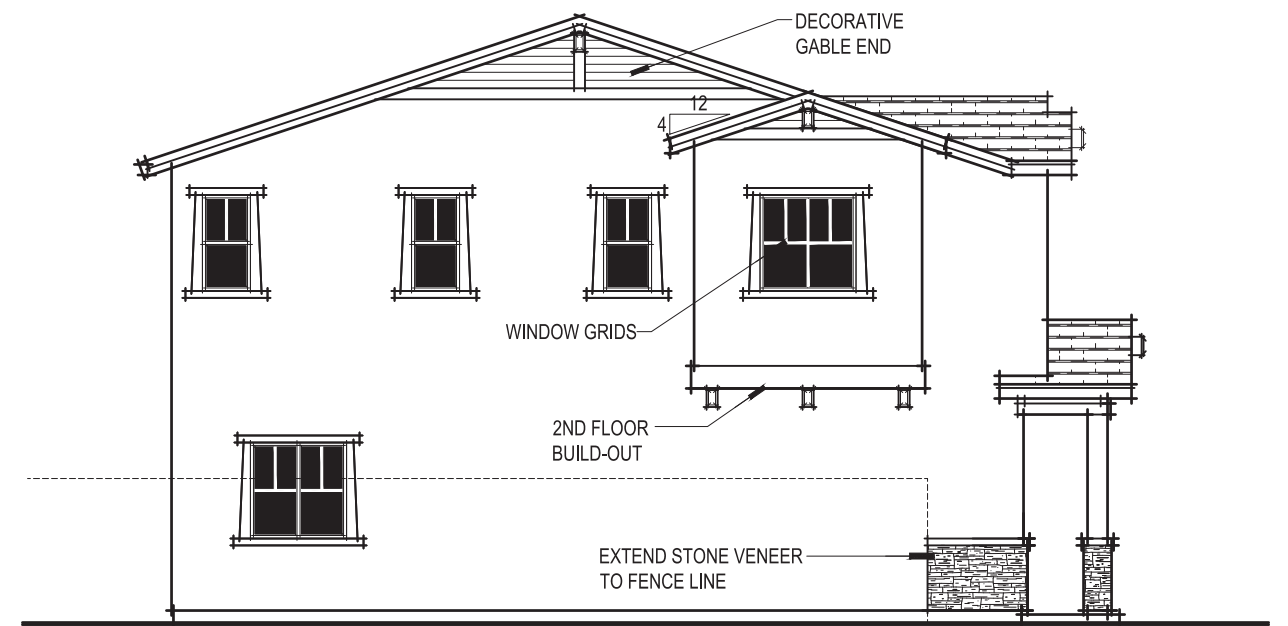 DECORATIVE
GABLE END
12
4
WINDOW GRIDS
2ND FLOOR
BUILD-OUT
EXTEND STONE VENEER
TO FENCE LINE